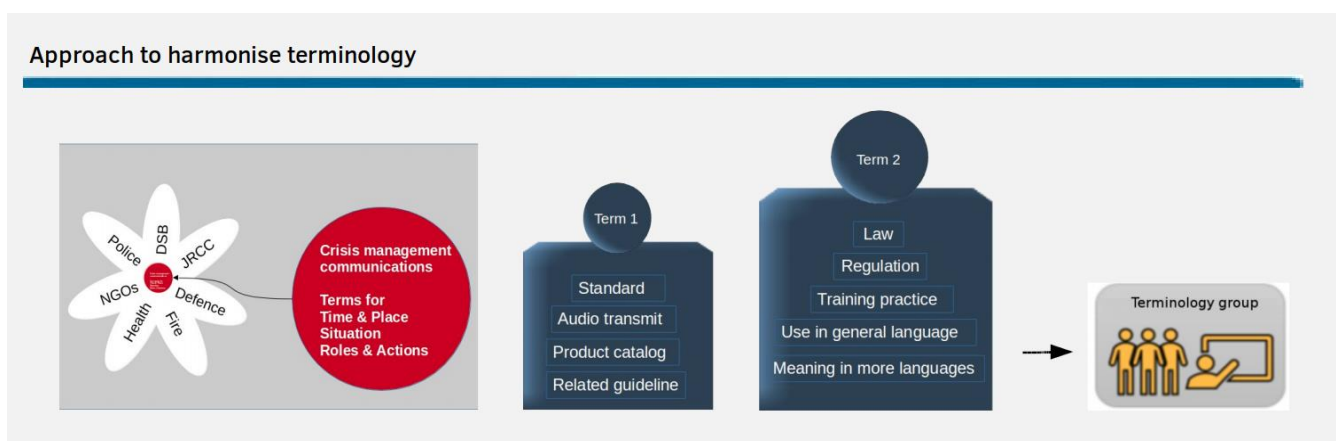 Approach to harmonise terminology
Police
DSB
JRCC
NGOs
Defence
Health
Fire
Crisis management
communications
Terms for
Time & Place
Situation
Roles & Actions
Term 1
Standard
Audio transmit
Product catalog
Related guideline
Term 2
Law
Regulation
Training practice
Use in general language
Meaning in more languages
Terminology group